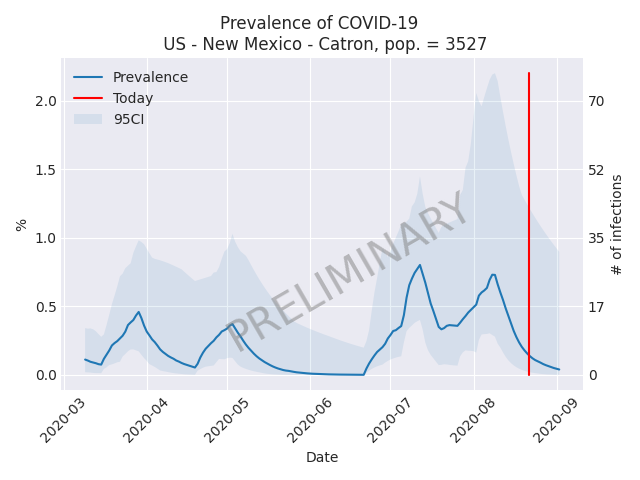 Prevalence of COVID-19
US - New Mexico - Catron, pop. = 3527
Prevalence
Today
95CI
PRELIMINARY
%
2.0
1.5
1.0
0.5
0.0
# of infections
70
52
35
17
0
2020-03
2020-04
2020-05
2020-06
2020-07
2020-08
2020-09
Date